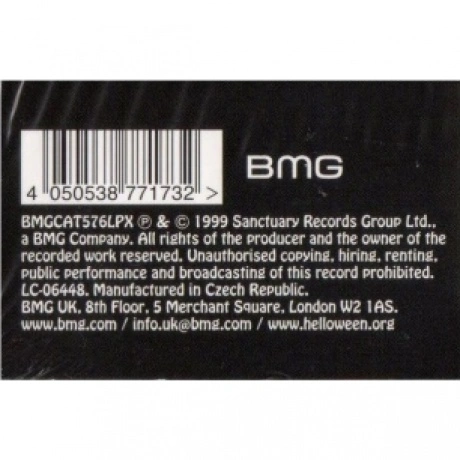 BMG
4 050538 771732 >
BMGCAT576LPX ℗ & © 1999 Sanctuary Records Group Ltd.,
a BMG Company. All rights of the producer and the owner of the
recorded work reserved. Unauthorised copying, hiring, renting,
public performance and broadcasting of this record prohibited.
LC-06448. Manufactured in Czech Republic.
BMG UK, 8th Floor, 5 Merchant Square, London W2 1AS.
www.bmg.com / info.uk@bmg.com / www.helloween.org